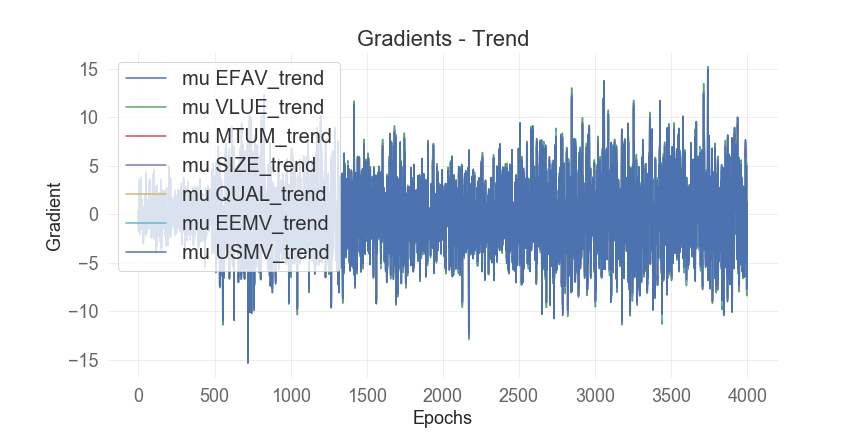 Gradients - Trend
mu EFAV_trend
mu VLUE_trend
mu MTUM_trend
mu SIZE_trend
mu QUAL_trend
mu EEMV_trend
mu USMV_trend
Gradient
15
10
5
0
−5
−10
−15
0 500 1000 1500 2000 2500 3000 3500 4000
Epochs